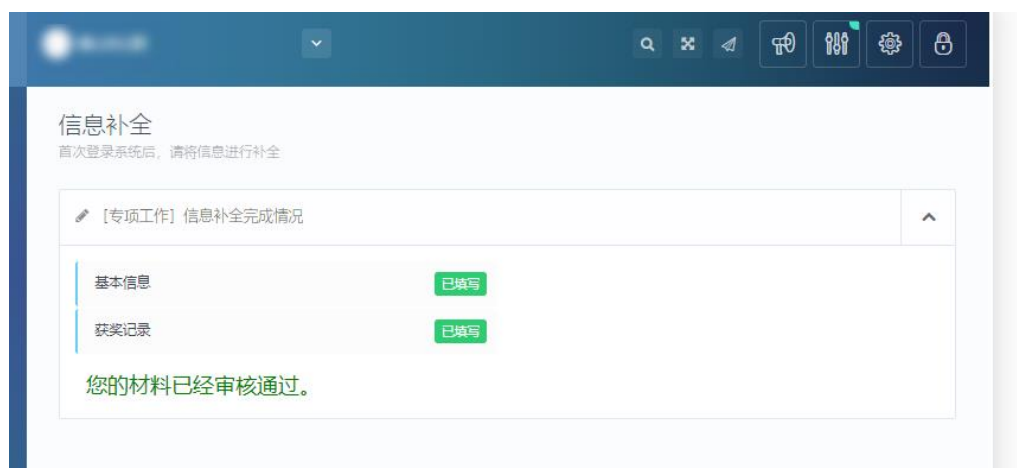 信息补全
首次登录系统后，请将信息进行补全
[专项工作] 信息补全完成情况
基本信息 已填写
获奖记录 已填写
您的材料已经审核通过。